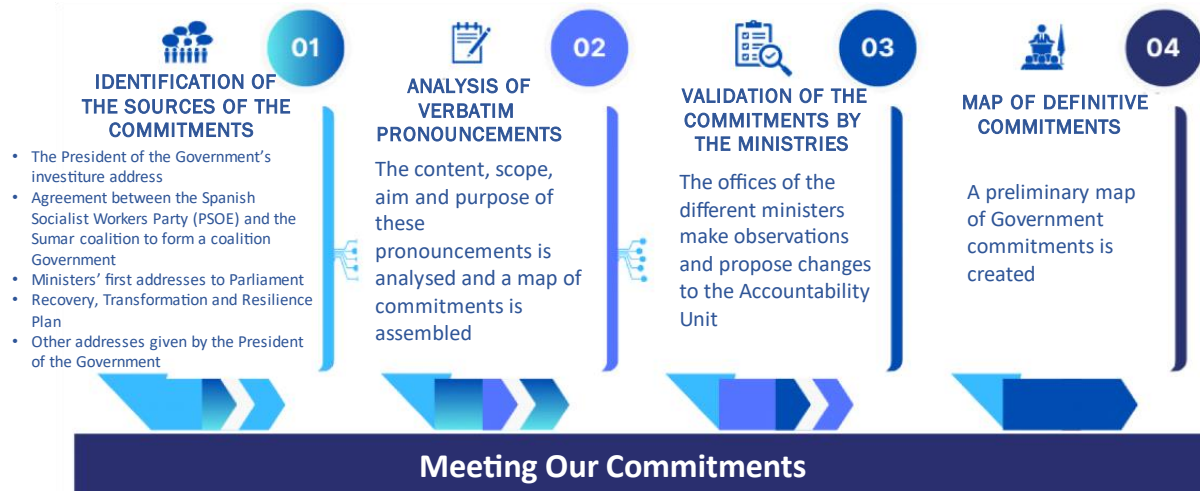 01
IDENTIFICATION OF
THE SOURCES OF THE
COMMITMENTS
• The President of the Government's
investiture address
• Agreement between the Spanish
Socialist Workers Party (PSOE) and the
Sumar coalition to form a coalition
Government
• Ministers' first addresses to Parliament
• Recovery, Transformation and Resilience
Plan
• Other addresses given by the President
of the Government
02
ANALYSIS OF
VERBATIM
PRONOUNCEMENTS
The content, scope,
aim and purpose of
these
pronouncements is
analysed and a map of
commitments is
assembled
03
VALIDATION OF THE
COMMITMENTS BY
THE MINISTRIES
The offices of the
different ministers
make observations
and propose changes
to the Accountability
Unit
04
MAP OF DEFINITIVE
COMMITMENTS
A preliminary map
of Government
commitments is
created
Meeting Our Commitments